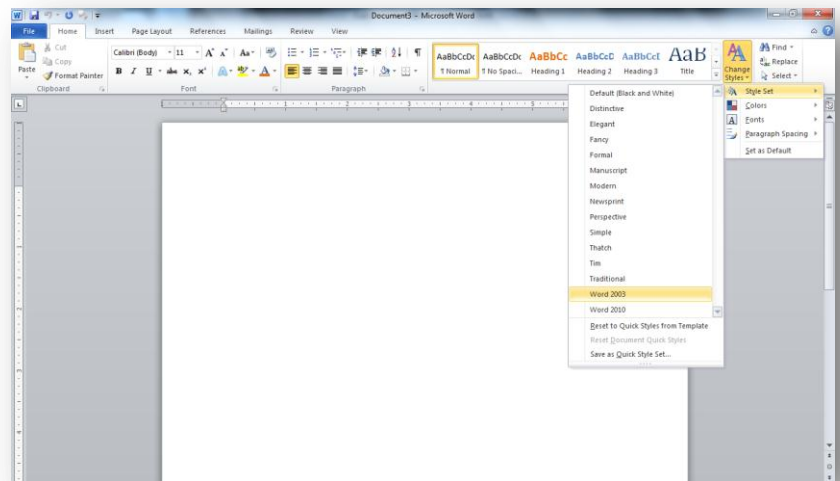 Document3 - Microsoft Word
File Home Insert Page Layout References Mailings Review View
Paste
Cut
Copy
Format Painter
Clipboard
Calibri (Body) 11
Font
Paragraph
AaBbCcDc AaBbCcDc AaBbCc AaBbCcD AaBbCcI AaB
¶ Normal ¶ No Spaci... Heading 1 Heading 2 Heading 3 Title
Change
Styles
Find
Replace
Select
Style Set
Colors
Fonts
Paragraph Spacing
Set as Default
Default (Black and White)
Distinctive
Elegant
Fancy
Formal
Manuscript
Modern
Newsprint
Perspective
Simple
Thatch
Tim
Traditional
Word 2003
Word 2010
Reset to Quick Styles from Template
Reset Document Quick Styles
Save as Quick Style Set...